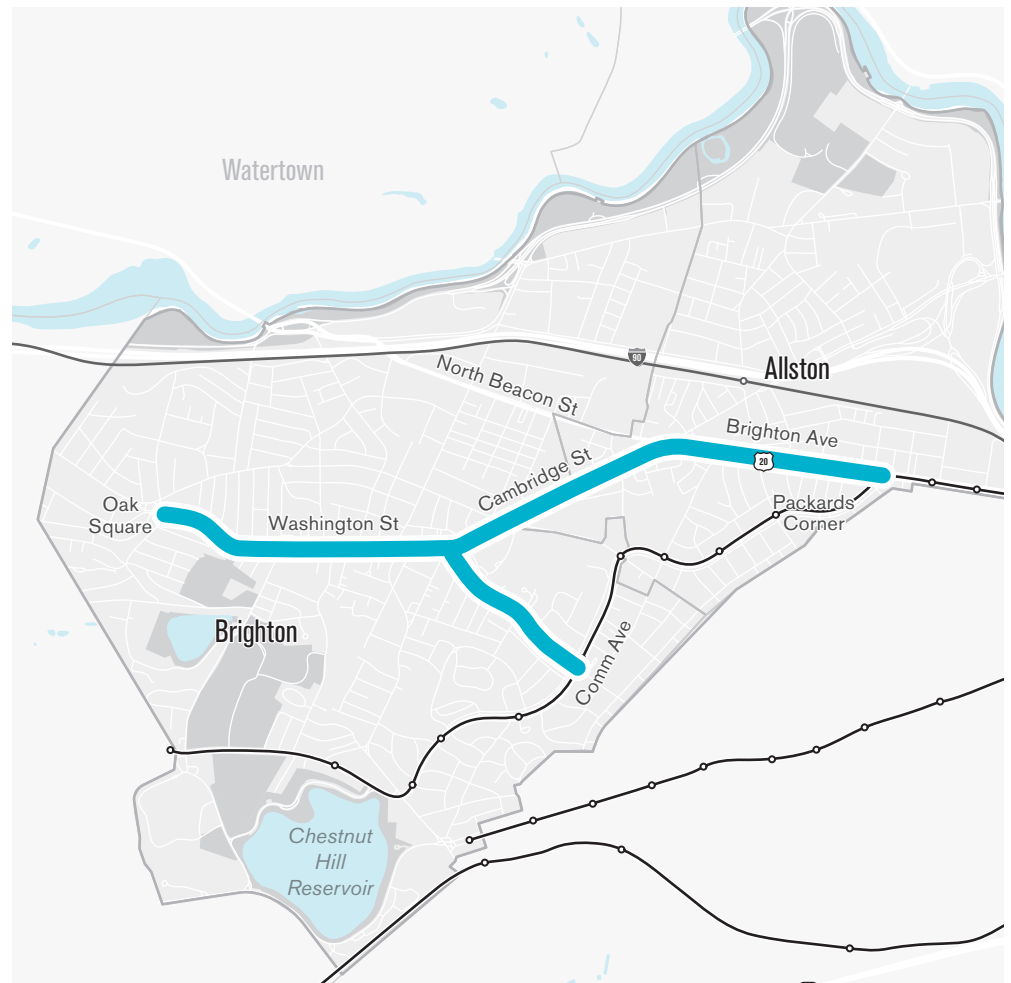 Watertown
90
Allston
North Beacon St
Brighton Ave
20
Cambridge St
Oak
Square
Washington St
Packards
Corner
Brighton
Comm Ave
Chestnut
Hill
Reservoir